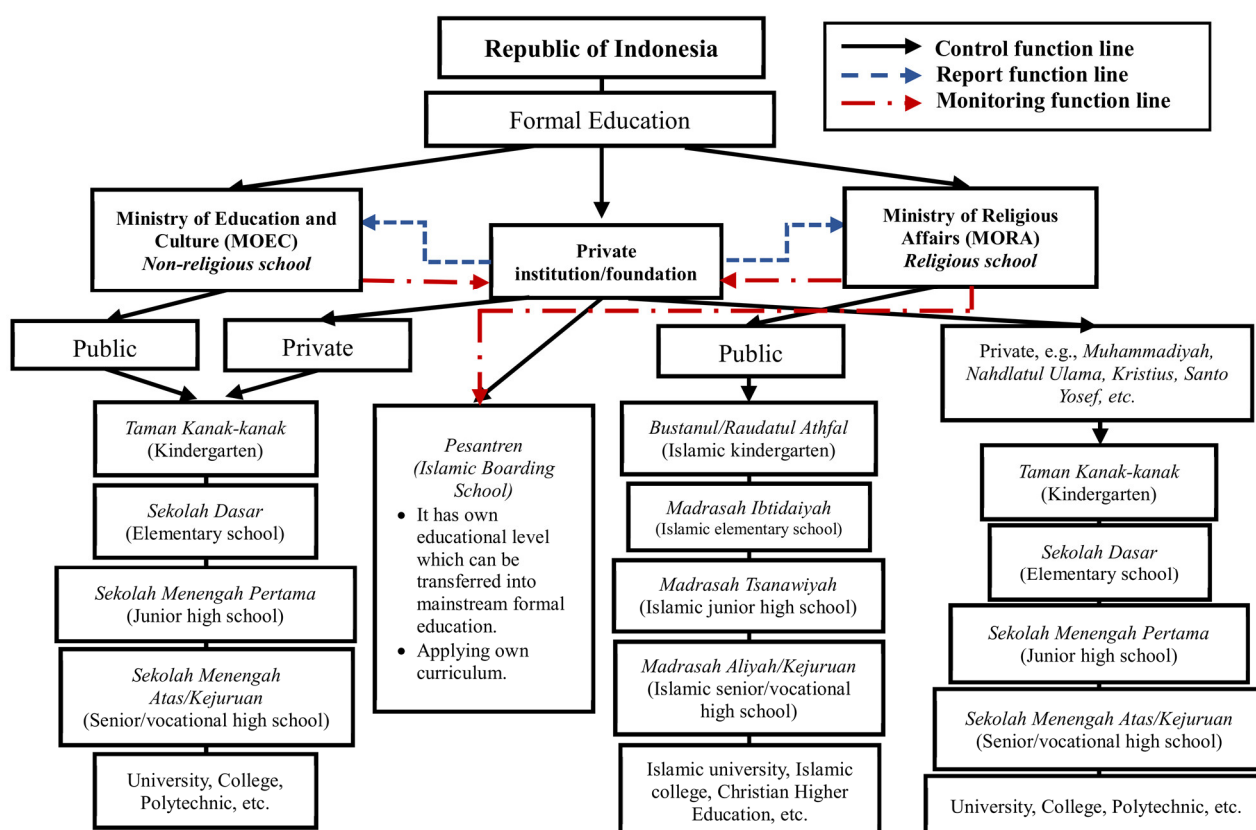 Republic of Indonesia
Control function line
Report function line
Monitoring function line
Formal Education
Ministry of Education and
Culture (MOEC)
Non-religious school
Private
institution/foundation
Ministry of Religious
Affairs (MORA)
Religious school
Public
Private
Public
Private, e.g., Muhammadiyah,
Nahdlatul Ulama, Kristius, Santo
Yosef, etc.
Taman Kanak-kanak
(Kindergarten)
Sekolah Dasar
(Elementary school)
Sekolah Menengah Pertama
(Junior high school)
Sekolah Menengah
Atas/Kejuruan
(Senior/vocational high school)
University, College,
Polytechnic, etc.
Pesantren
(Islamic Boarding
School)
• It has own
educational level
which can be
transferred into
mainstream formal
education.
• Applying own
curriculum.
Bustanul/Raudatul Athfal
(Islamic kindergarten)
Madrasah Ibtidaiyah
(Islamic elementary school)
Madrasah Tsanawiyah
(Islamic junior high school)
Madrasah Aliyah/Kejuruan
(Islamic senior/vocational
high school)
Islamic university, Islamic
college, Christian Higher
Education, etc.
Taman Kanak-kanak
(Kindergarten)
Sekolah Dasar
(Elementary school)
Sekolah Menengah Pertama
(Junior high school)
Sekolah Menengah Atas/Kejuruan
(Senior/vocational high school)
University, College, Polytechnic, etc.